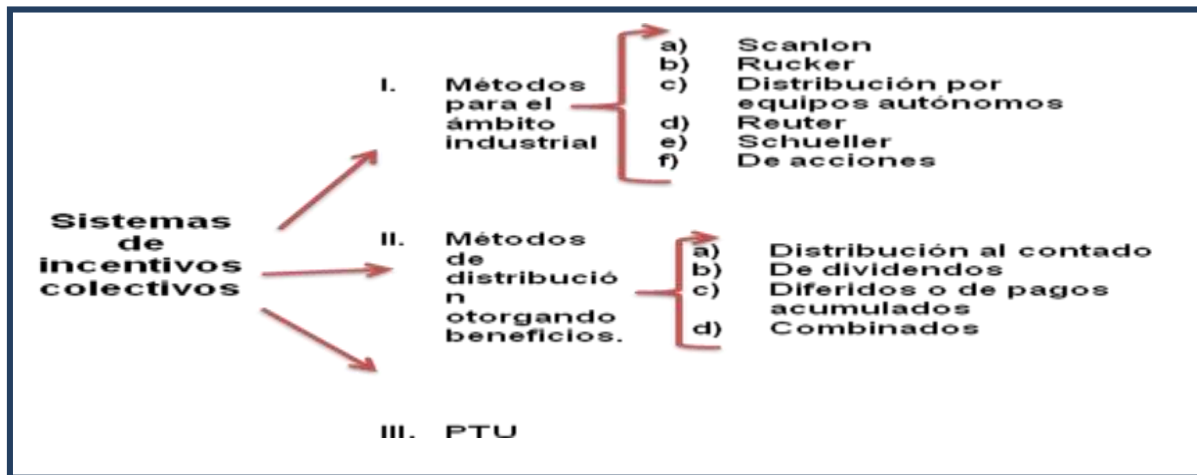 Sistemas
de
incentivos
colectivos
I. Métodos
para el
ámbito
industrial
a) Scanlon
b) Rucker
c) Distribución por
equipos autónomos
d) Reuter
e) Schueller
f) De acciones
II. Métodos
de
distribució
n
otorgando
beneficios.
a) Distribución al contado
b) De dividendos
c) Diferidos o de pagos
acumulados
d) Combinados
III. PTU